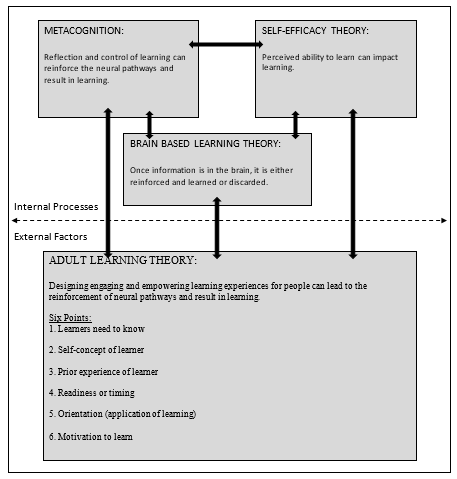 METACOGNITION:
Reflection and control of learning can
reinforce the neural pathways and
result in learning.
SELF-EFFICACY THEORY:
Perceived ability to learn can impact
learning.
BRAIN BASED LEARNING THEORY:
Once information is in the brain, it is either
reinforced and learned or discarded.
Internal Processes
External Factors
ADULT LEARNING THEORY:
Designing engaging and empowering learning experiences for people can lead to the
reinforcement of neural pathways and result in learning.
Six Points:
1. Learners need to know
2. Self-concept of learner
3. Prior experience of learner
4. Readiness or timing
5. Orientation (application of learning)
6. Motivation to learn